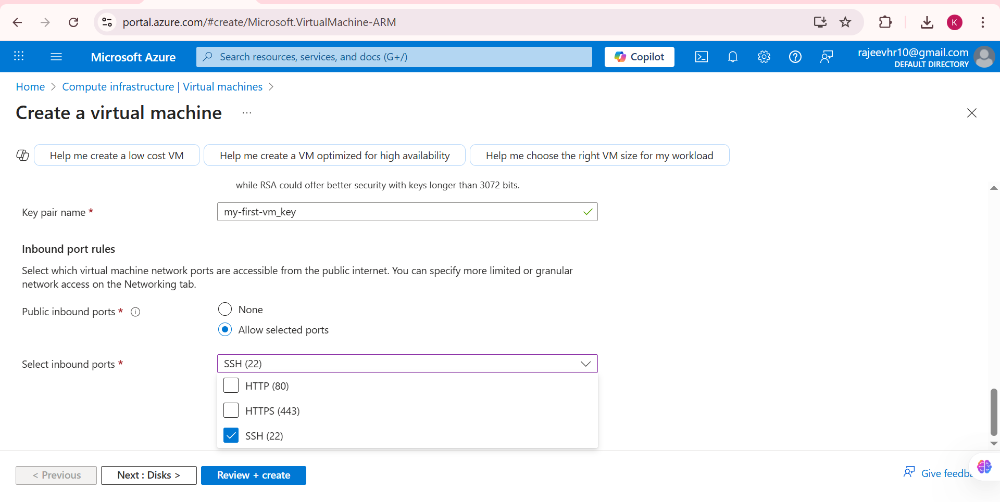 portal.azure.com/#create/Microsoft.VirtualMachine-ARM
K
Microsoft Azure
Search resources, services, and docs (G+/)
Copilot
rajeevhr10@gmail.com
DEFAULT DIRECTORY
Home > Compute infrastructure | Virtual machines >
Create a virtual machine ...
Help me create a low cost VM
Help me create a VM optimized for high availability
Help me choose the right VM size for my workload
while RSA could offer better security with keys longer than 3072 bits.
Key pair name *
my-first-vm_key
Inbound port rules
Select which virtual machine network ports are accessible from the public internet. You can specify more limited or granular
network access on the Networking tab.
Public inbound ports *
None
Allow selected ports
Select inbound ports *
SSH (22)
HTTP (80)
HTTPS (443)
SSH (22)
< Previous
Next : Disks >
Review + create
Give